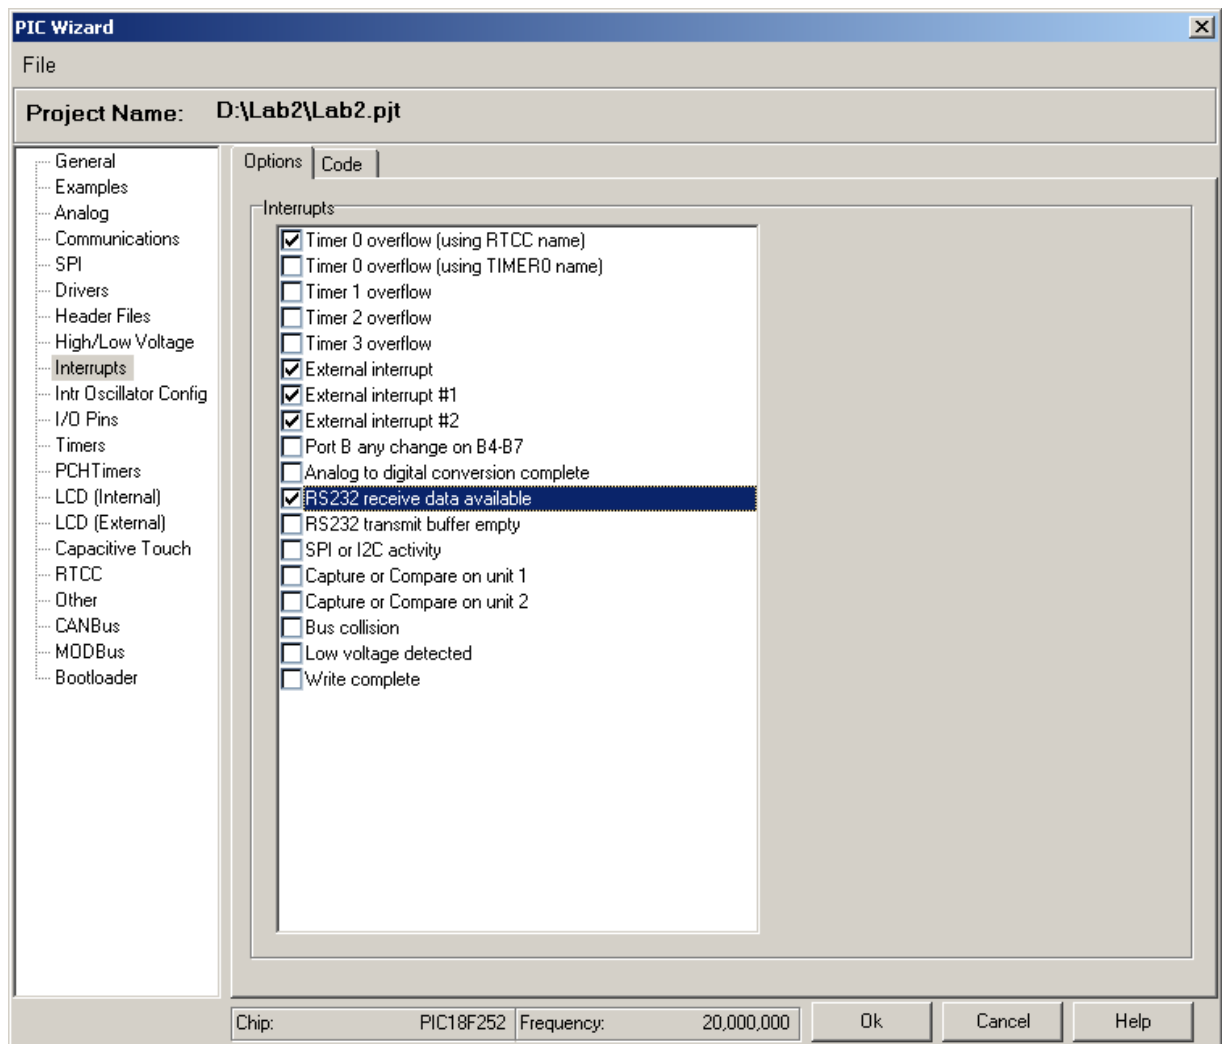 PIC Wizard
File
Project Name: D:\Lab2\Lab2.pjt
General
Examples
Analog
Communications
SPI
Drivers
Header Files
High/Low Voltage
Interrupts
Intr Oscillator Config
I/O Pins
Timers
PCHTimers
LCD (Internal)
LCD (External)
Capacitive Touch
RTCC
Other
CANBus
MODBus
Bootloader
Options Code
Interrupts
Timer 0 overflow (using RTCC name)
Timer 0 overflow (using TIMER0 name)
Timer 1 overflow
Timer 2 overflow
Timer 3 overflow
External interrupt
External interrupt #1
External interrupt #2
Port B any change on B4-B7
Analog to digital conversion complete
RS232 receive data available
RS232 transmit buffer empty
SPI or I2C activity
Capture or Compare on unit 1
Capture or Compare on unit 2
Bus collision
Low voltage detected
Write complete
Chip: PIC18F252 Frequency: 20,000,000 Ok Cancel Help